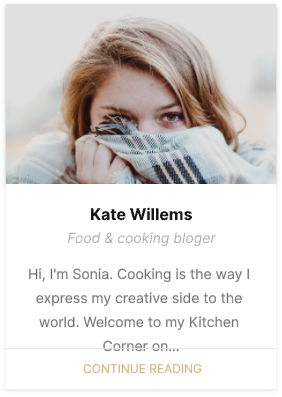 Kate Willems
Food & cooking bloger
Hi, I'm Sonia. Cooking is the way I
express my creative side to the
world. Welcome to my Kitchen
Corner on...
CONTINUE READING